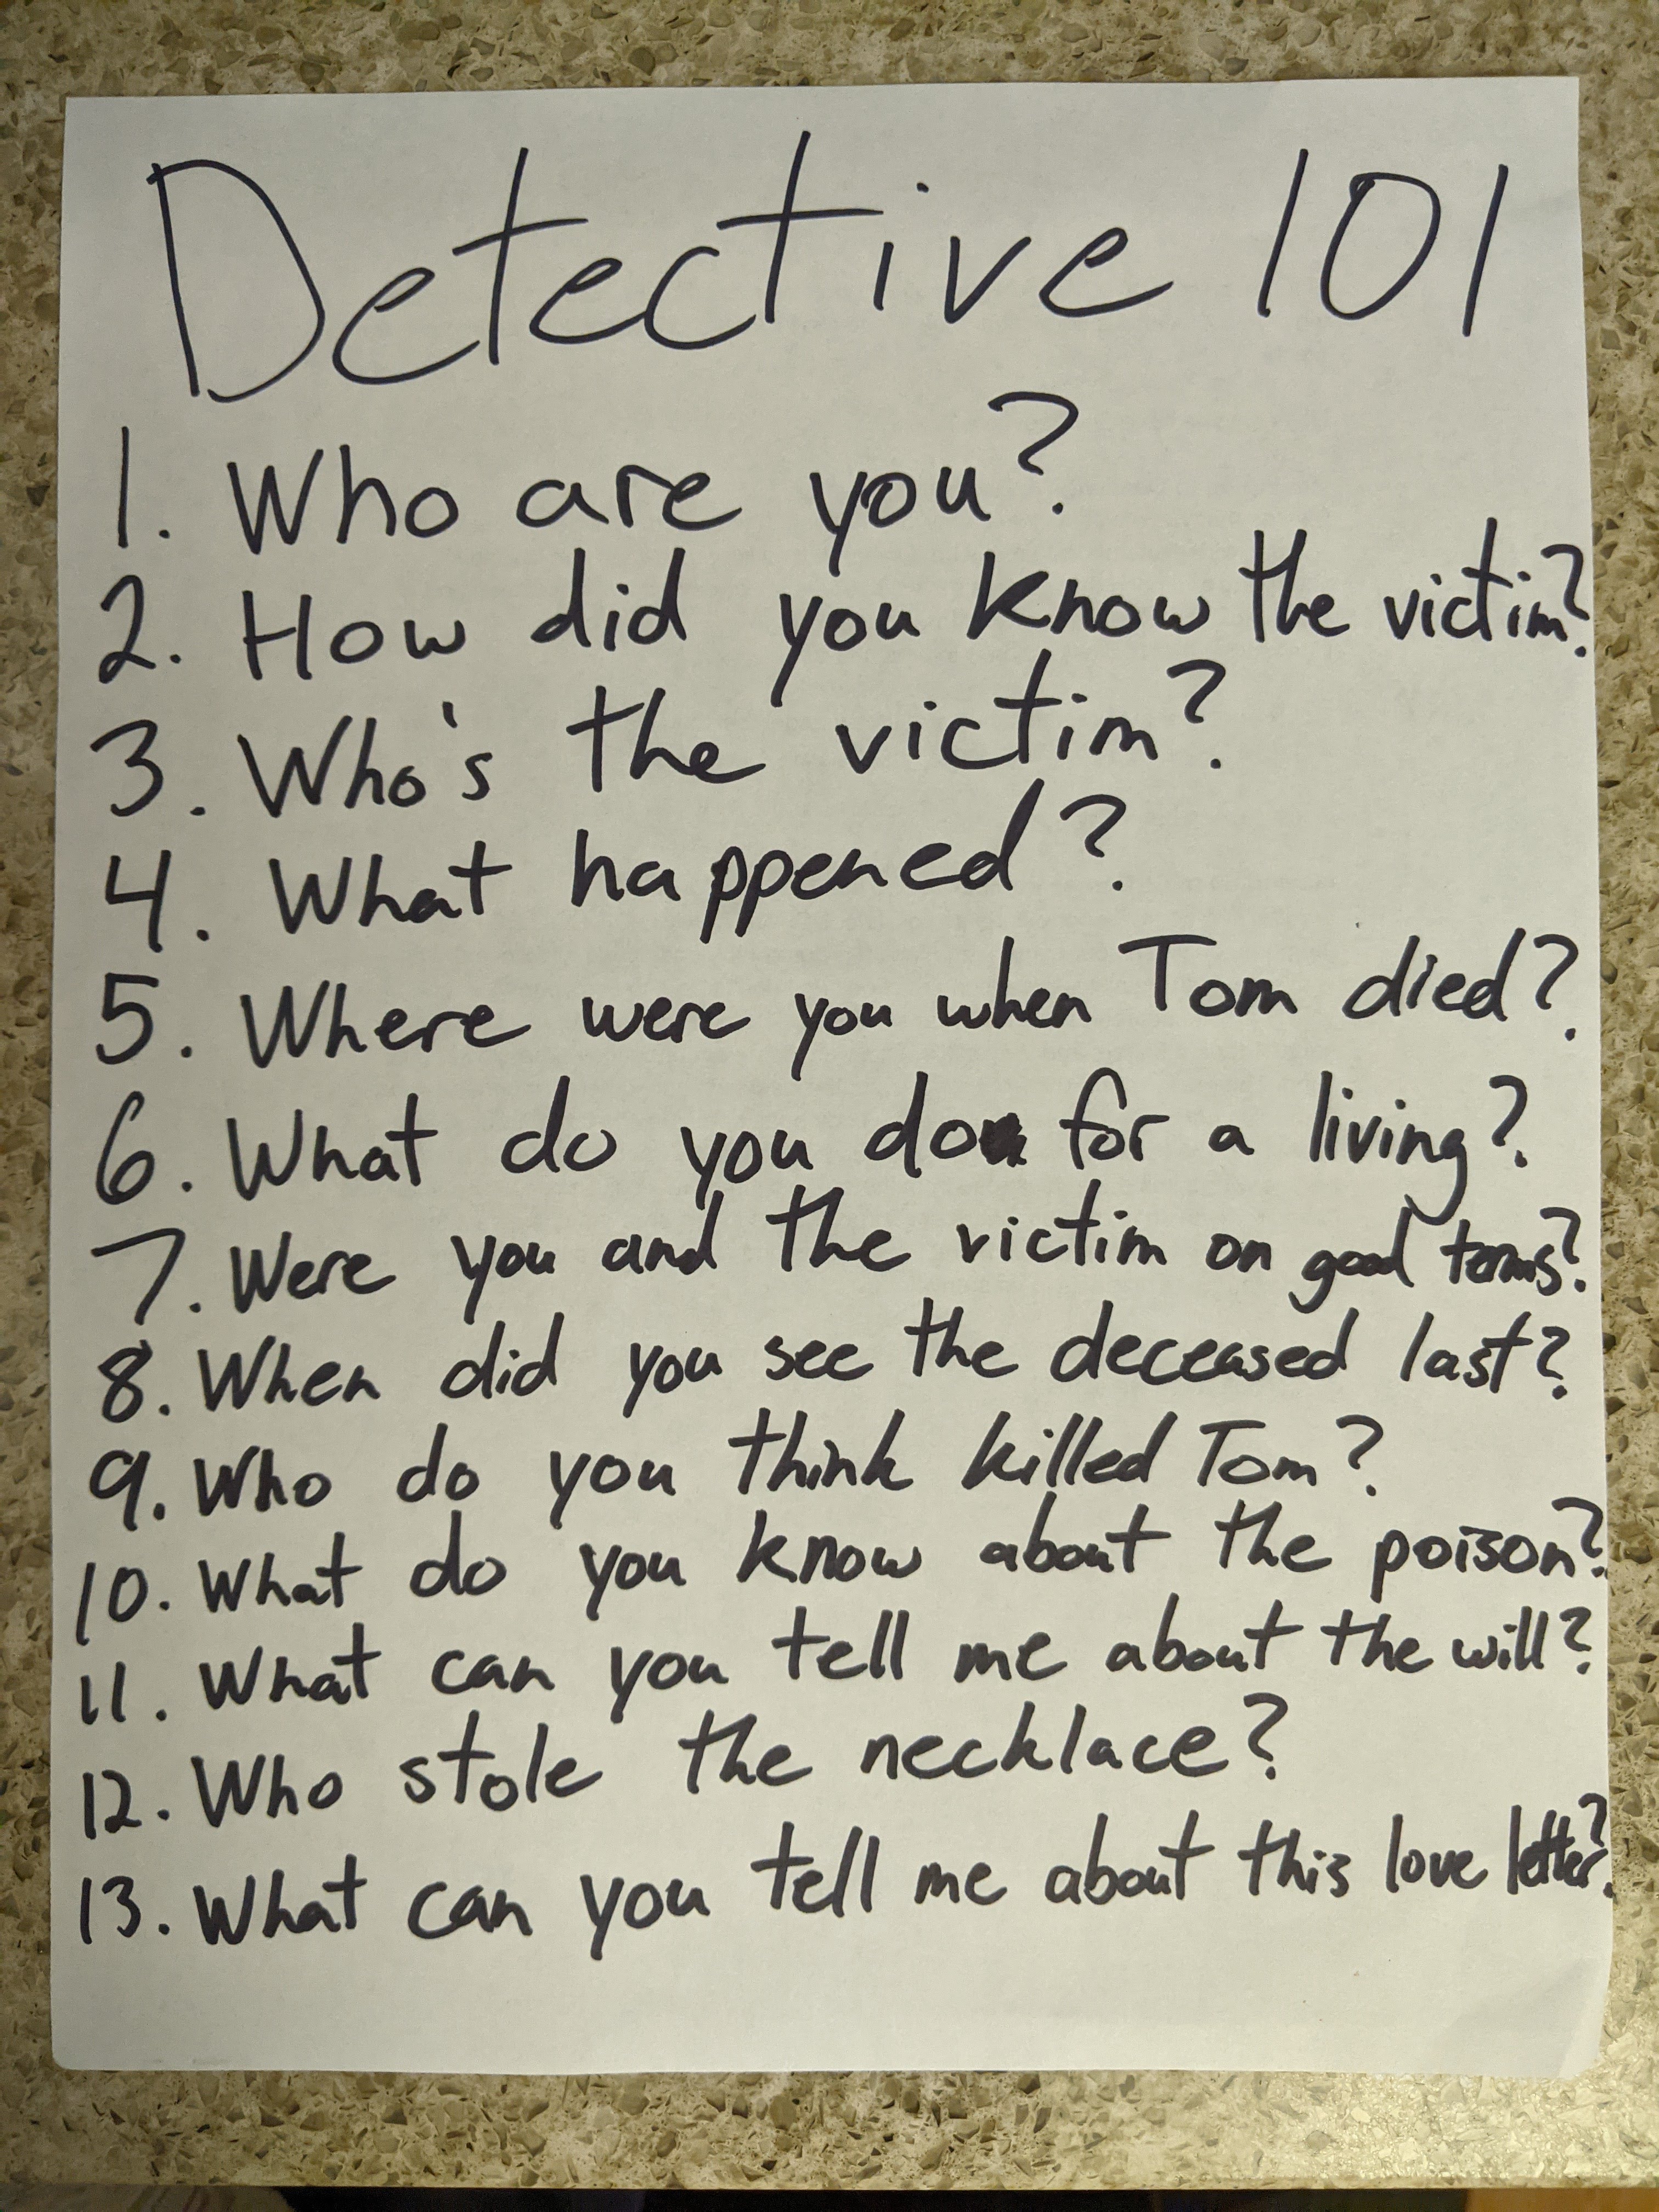 Detective 101
1. Who are you?
2. How did you know the victim?
3. Who's the victim?
4. What happened?
5. Where were you when Tom died?
6. What do you do for a living?
7. Were you and the victim on good terms?
8. When did you see the deceased last?
9. Who do you think killed Tom?
10. What do you know about the poison?
11. What can you tell me about the will?
12. Who stole the necklace?
13. What can you tell me about this love letter?